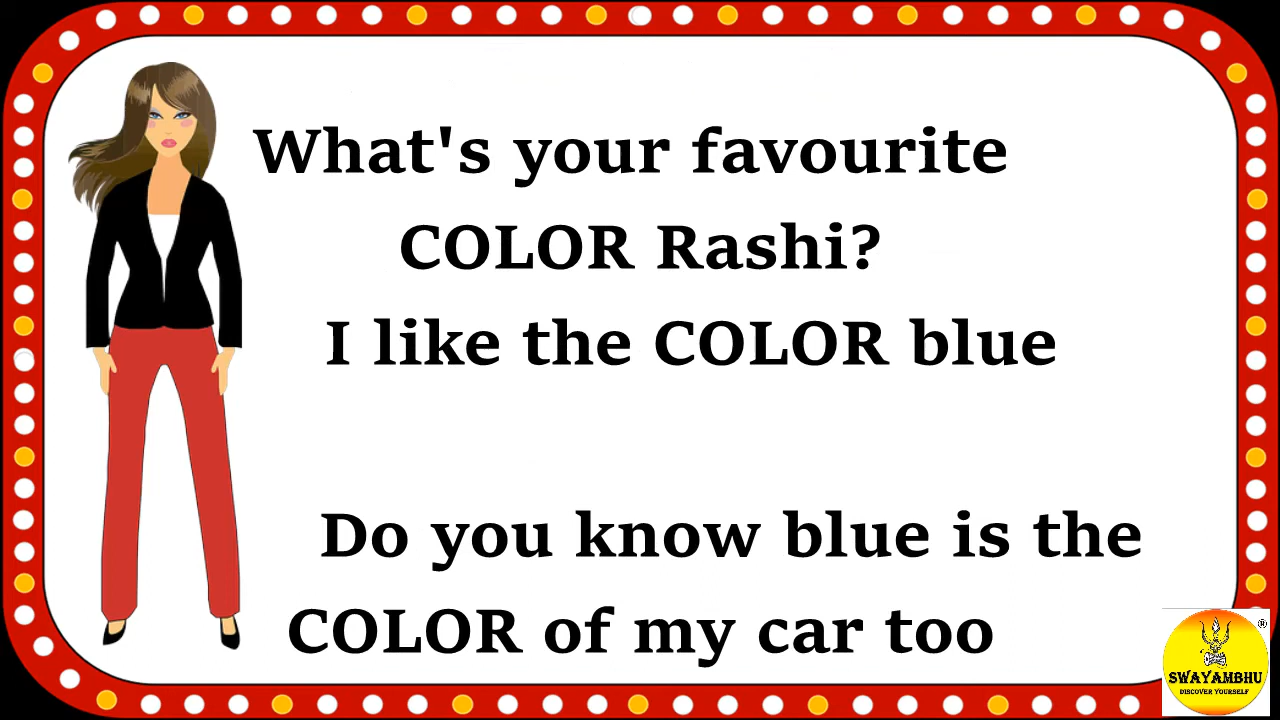 What's your favourite
COLOR Rashi?
I like the COLOR blue
Do you know blue is the
COLOR of my car too
®
SWAYAMBHU
DISCOVER YOURSELF